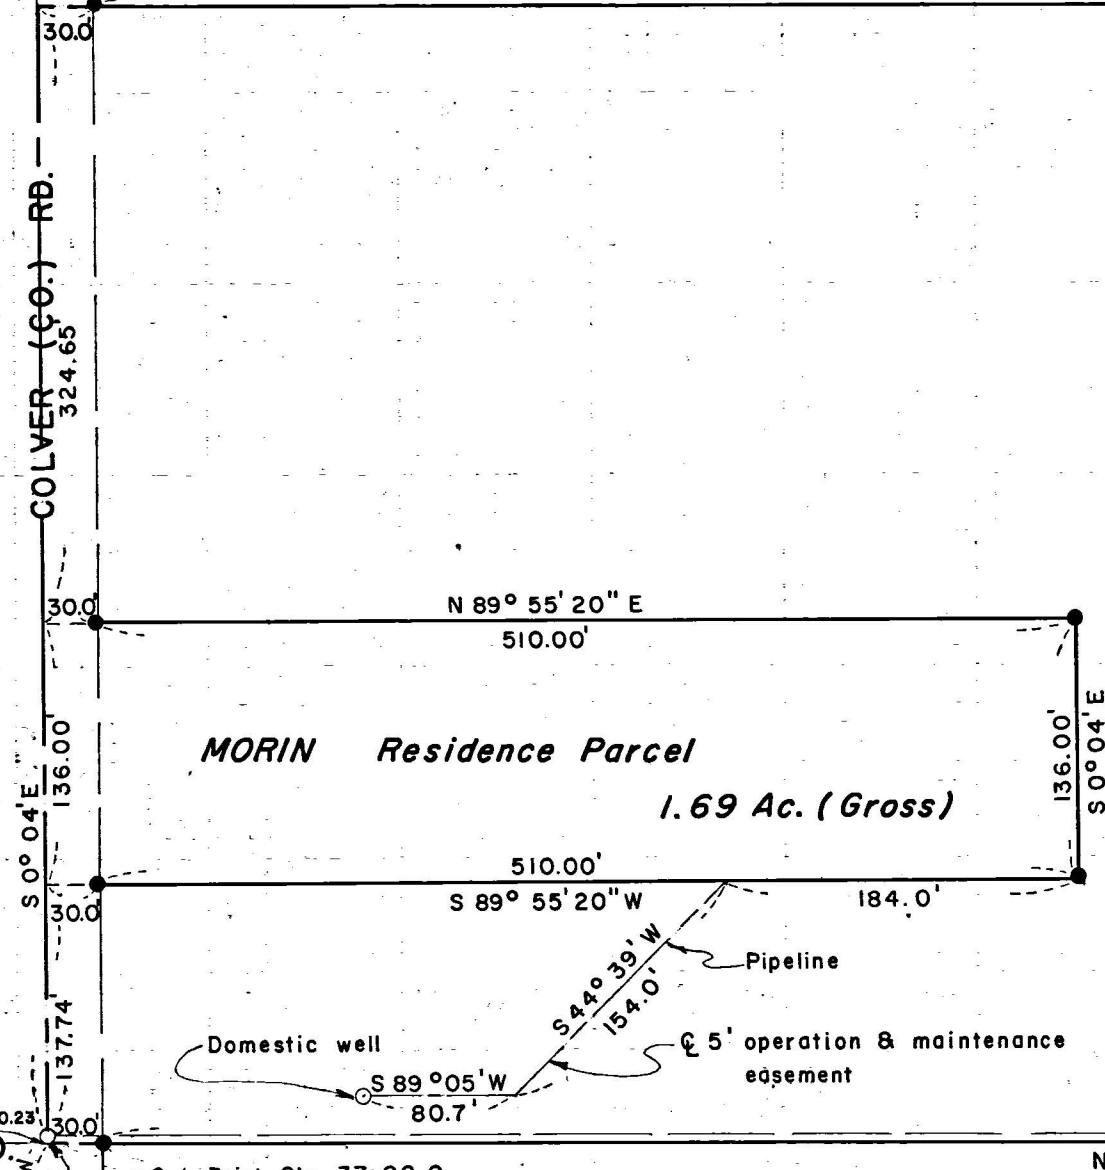 30.0'
COLVER (CO.) RD.
324.65'
30.0'
N 89° 55' 20" E
510.00'
S 0° 04' E
136.00'
MORIN Residence Parcel
1.69 Ac. (Gross)
136.00'
S 0° 04' E
510.00'
S 89° 55' 20" W
184.0'
30.0'
S 44° 39' W
154.0'
Pipeline
137.74'
Domestic well
℄ 5' operation & maintenance
easement
S 89° 05' W
80.7'
0.23'
30.0'
N